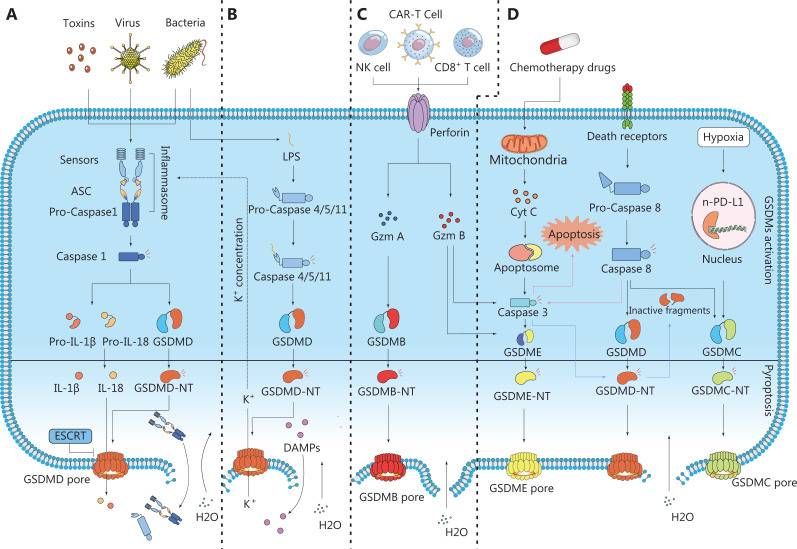 A
Toxins
Virus
Bacteria
Sensors
ASC
Pro-Caspase1
Inflammasome
Caspase 1
Pro-IL-1β
Pro-IL-18
GSDMD
IL-1β
IL-18
GSDMD-NT
ESCRT
GSDMD pore
H2O
B
LPS
Pro-Caspase 4/5/11
Caspase 4/5/11
K⁺ concentration
GSDMD
GSDMD-NT
K⁺
DAMPs
K⁺
H2O
C
CAR-T Cell
NK cell
CD8⁺ T cell
Perforin
Gzm A
Gzm B
GSDMB
GSDMB-NT
GSDMB pore
H2O
D
Chemotherapy drugs
Mitochondria
Cyt C
Apoptosis
Apoptosome
Caspase 3
GSDME
GSDME-NT
GSDME pore
Death receptors
Pro-Caspase 8
Caspase 8
Inactive fragments
GSDMD
GSDMD-NT
H2O
Hypoxia
n-PD-L1
Nucleus
GSDMC
GSDMC-NT
GSDMC pore
GSDMs activation
Pyroptosis